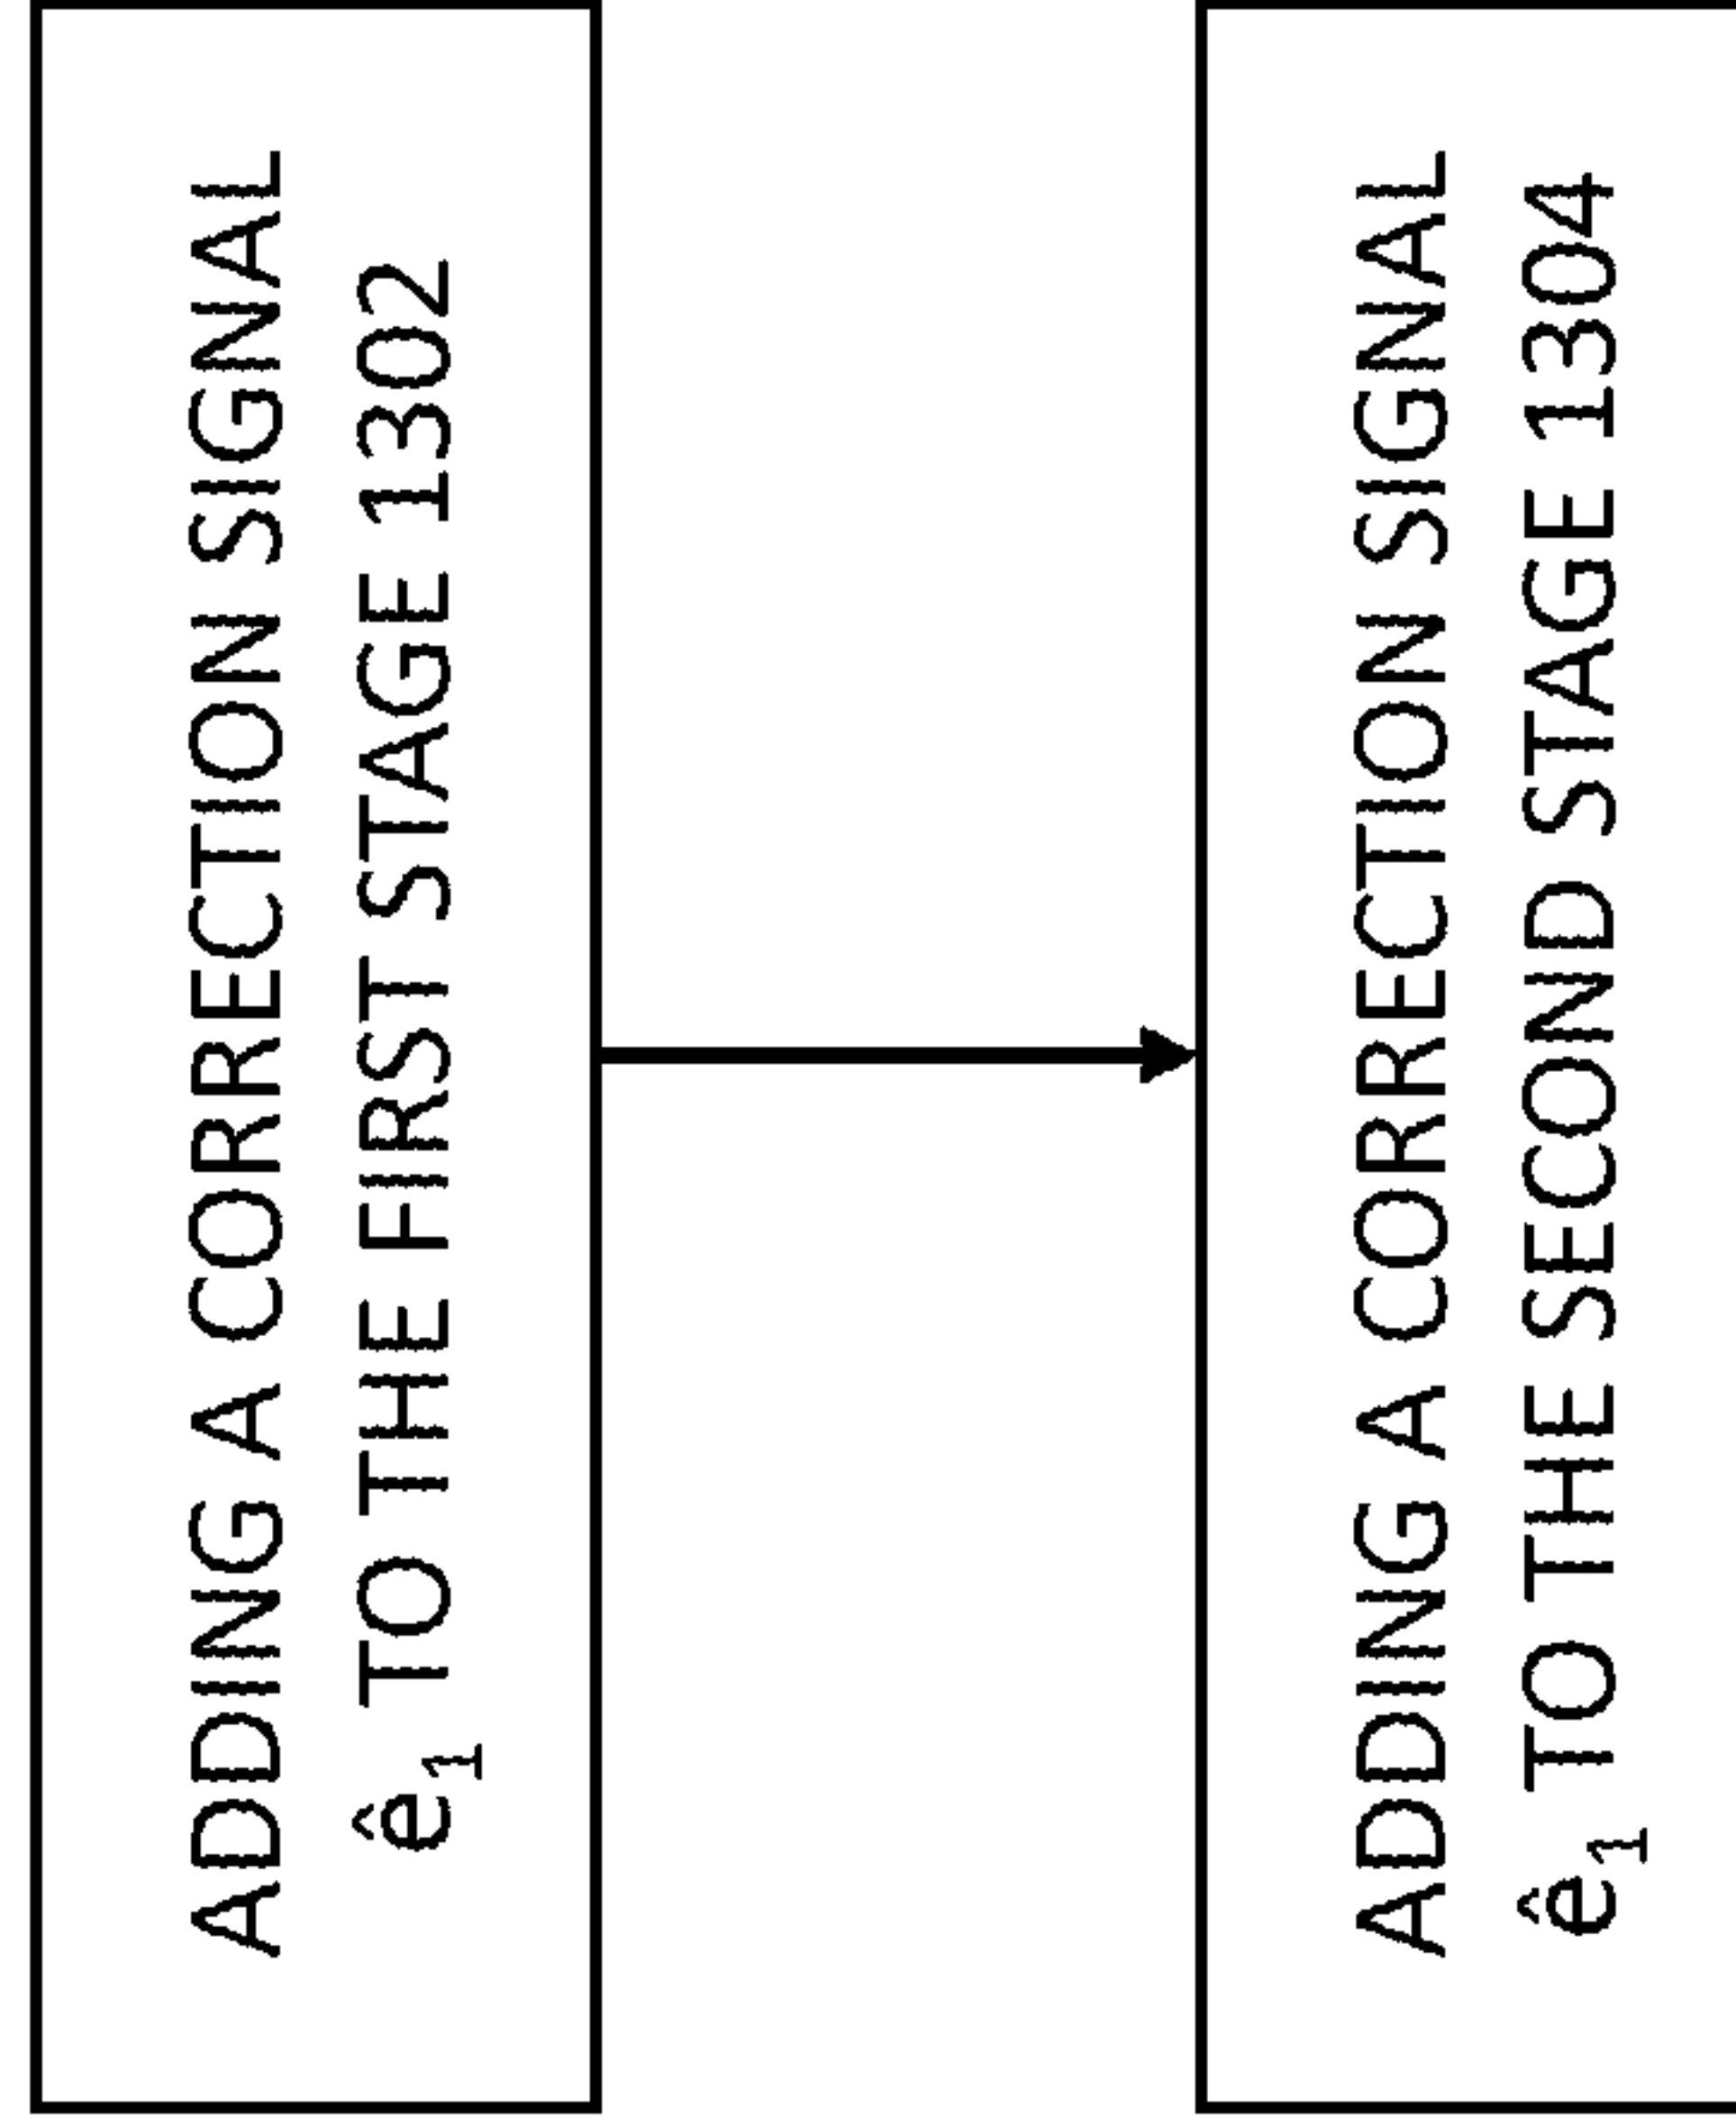 ADDING A CORRECTION SIGNAL
ê₁ TO THE FIRST STAGE 1302
ADDING A CORRECTION SIGNAL
ê₁ TO THE SECOND STAGE 1304